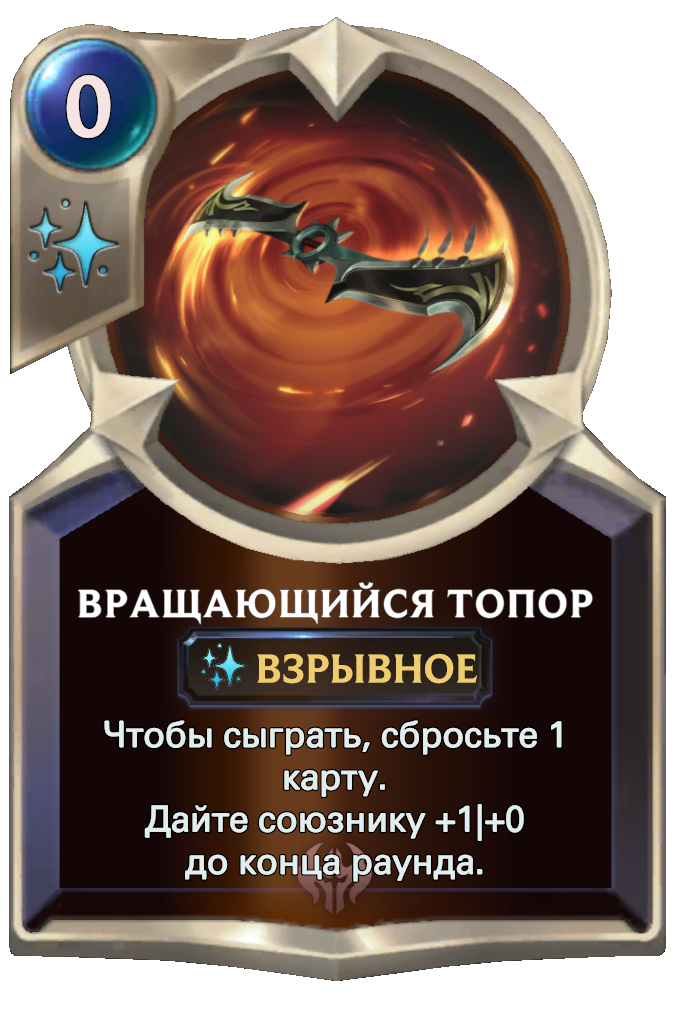 0
ВРАЩАЮЩИЙСЯ ТОПОР
ВЗРЫВНОЕ
Чтобы сыграть, сбросьте 1
карту.
Дайте союзнику +1|+0
до конца раунда.